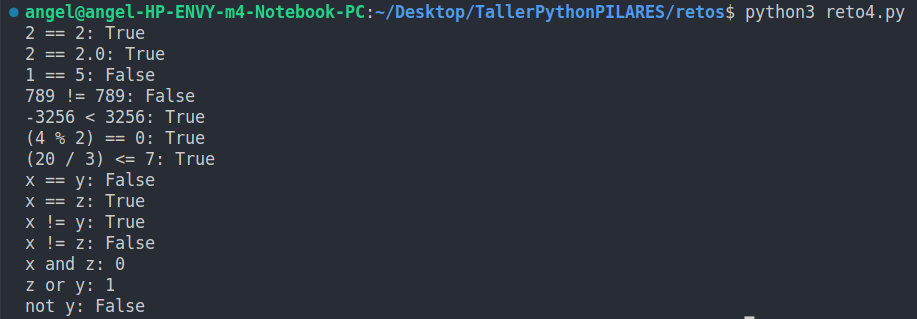 angel@angel-HP-ENVY-m4-Notebook-PC:~/Desktop/TallerPythonPILARES/retos$ python3 reto4.py
2 == 2: True
2 == 2.0: True
1 == 5: False
789 != 789: False
-3256 < 3256: True
(4 % 2) == 0: True
(20 / 3) <= 7: True
x == y: False
x == z: True
x != y: True
x != z: False
x and z: 0
z or y: 1
not y: False